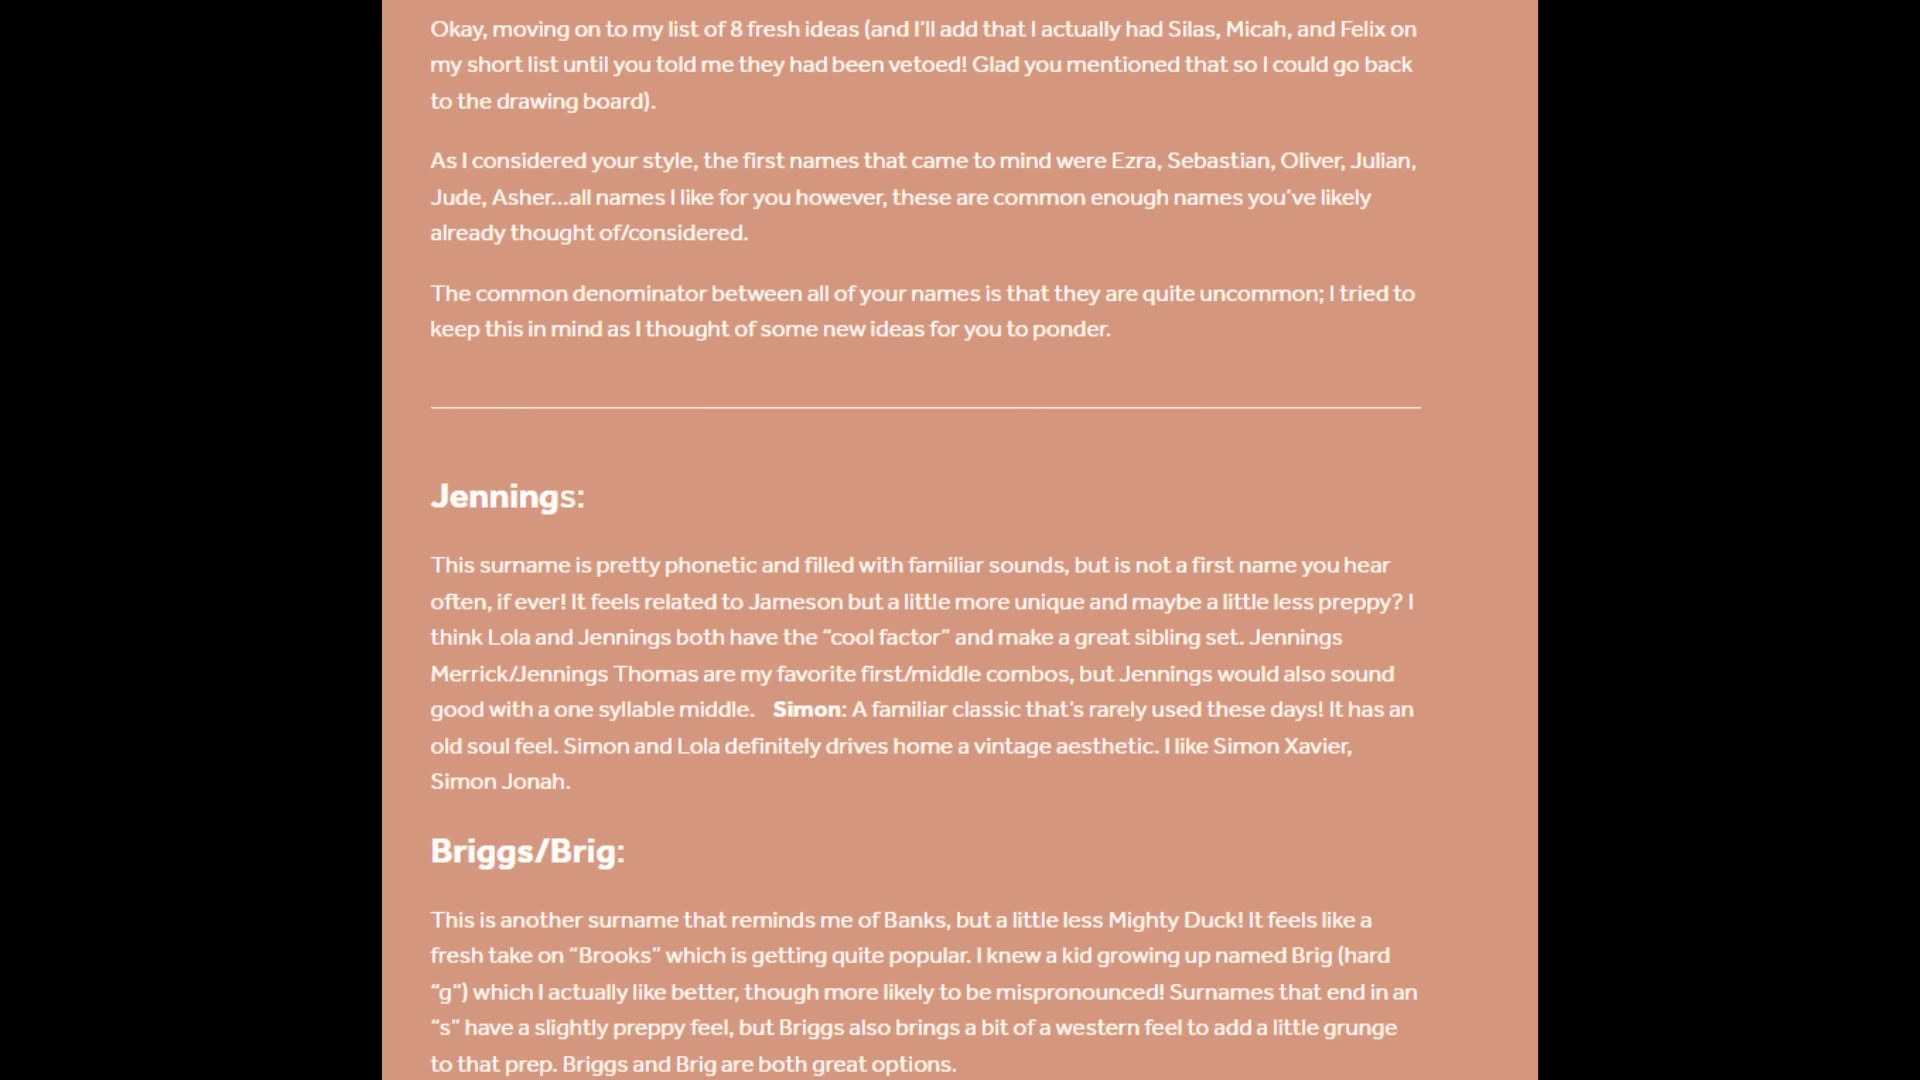 Okay, moving on to my list of 8 fresh ideas (and I'll add that I actually had Silas, Micah, and Felix on
my short list until you told me they had been vetoed! Glad you mentioned that so I could go back
to the drawing board).
As I considered your style, the first names that came to mind were Ezra, Sebastian, Oliver, Julian,
Jude, Asher...all names I like for you however, these are common enough names you've likely
already thought of/considered.
The common denominator between all of your names is that they are quite uncommon; I tried to
keep this in mind as I thought of some new ideas for you to ponder.
Jennings:
This surname is pretty phonetic and filled with familiar sounds, but is not a first name you hear
often, if ever! It feels related to Jameson but a little more unique and maybe a little less preppy? I
think Lola and Jennings both have the “cool factor” and make a great sibling set. Jennings
Merrick/Jennings Thomas are my favorite first/middle combos, but Jennings would also sound
good with a one syllable middle. Simon: A familiar classic that's rarely used these days! It has an
old soul feel. Simon and Lola definitely drives home a vintage aesthetic. I like Simon Xavier,
Simon Jonah.
Briggs/Brig:
This is another surname that reminds me of Banks, but a little less Mighty Duck! It feels like a
fresh take on “Brooks” which is getting quite popular. I knew a kid growing up named Brig (hard
“g”) which I actually like better, though more likely to be mispronounced! Surnames that end in an
“s” have a slightly preppy feel, but Briggs also brings a bit of a western feel to add a little grunge
to that prep. Briggs and Brig are both great options.